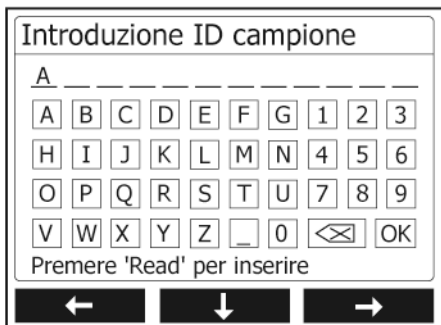 Introduzione ID campione
A _ _ _ _ _ _ _ _ _ _
A B C D E F G 1 2 3
H I J K L M N 4 5 6
O P Q R S T U 7 8 9
V W X Y Z _ 0 ⌫ OK
Premere 'Read' per inserire
← ↓ →